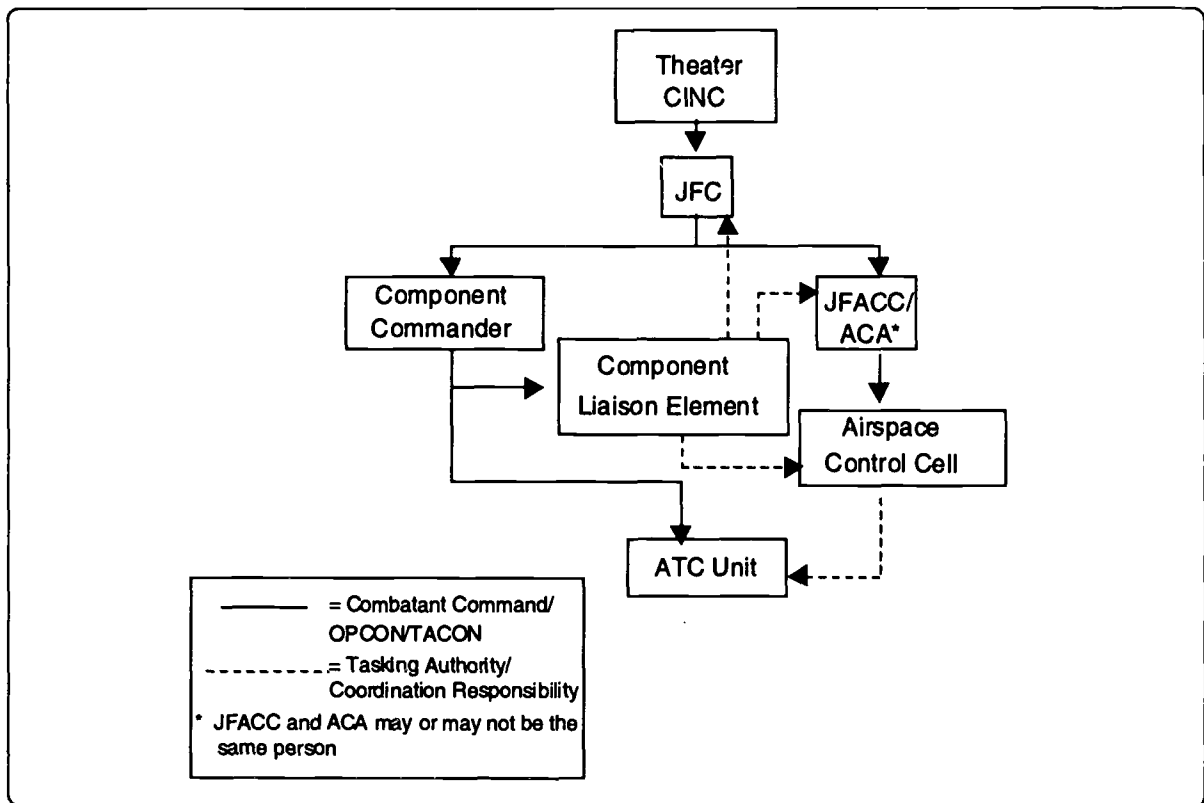 Theater
CINC
JFC
Component
Commander
JFACC/
ACA*
Component
Liaison Element
Airspace
Control Cell
ATC Unit
= Combatant Command/
OPCON/TACON
= Tasking Authority/
Coordination Responsibility
* JFACC and ACA may or may not be the
same person